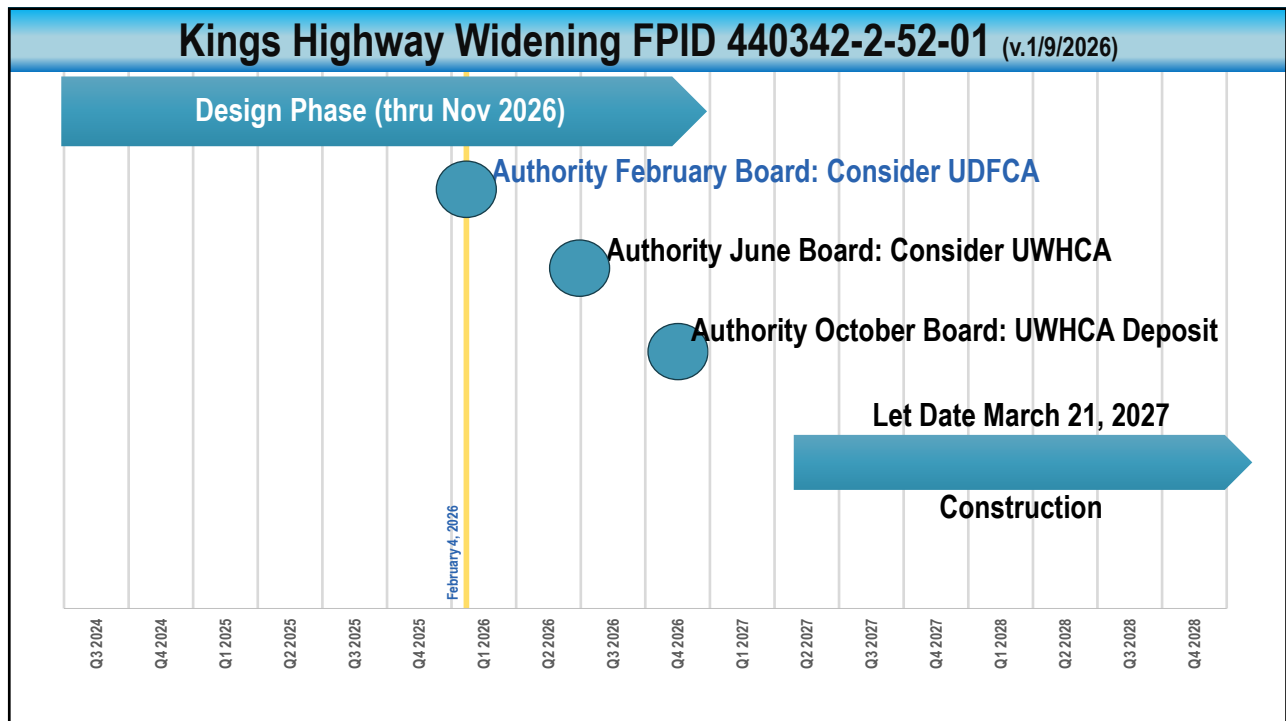 Kings Highway Widening FPID 440342-2-52-01 (v.1/9/2026)
Design Phase (thru Nov 2026)
Authority February Board: Consider UDFCA
Authority June Board: Consider UWHCA
Authority October Board: UWHCA Deposit
Let Date March 21, 2027
Construction
February 4, 2026
Q3 2024
Q4 2024
Q1 2025
Q2 2025
Q3 2025
Q4 2025
Q1 2026
Q2 2026
Q3 2026
Q4 2026
Q1 2027
Q2 2027
Q3 2027
Q4 2027
Q1 2028
Q2 2028
Q3 2028
Q4 2028